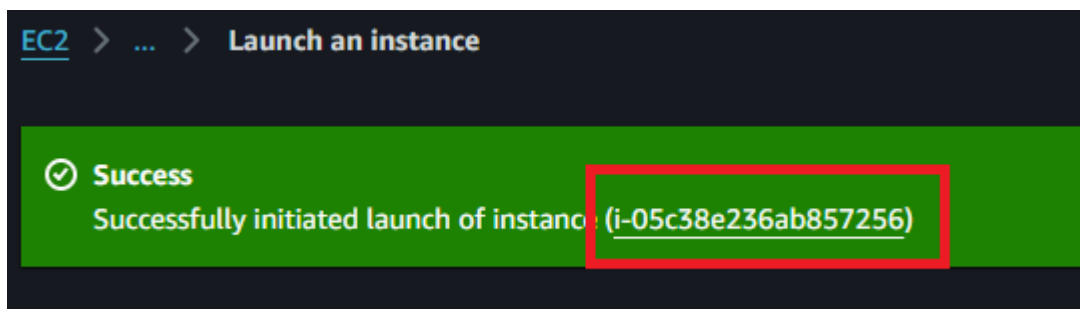 EC2 > ... > Launch an instance
Success
Successfully initiated launch of instance (i-05c38e236ab857256)